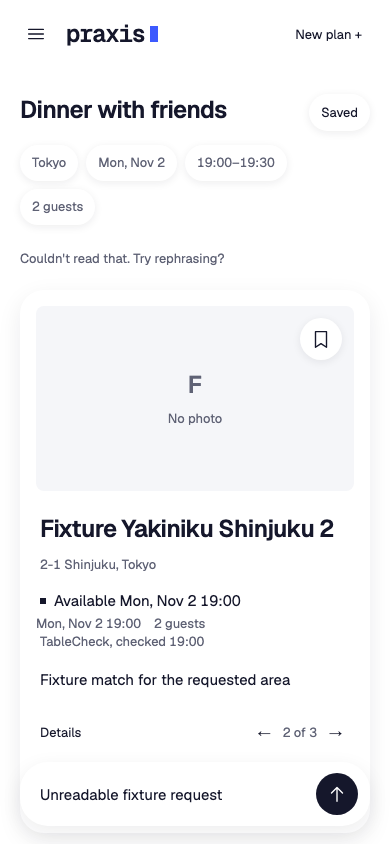 praxis
New plan +
Dinner with friends
Saved
Tokyo
Mon, Nov 2
19:00–19:30
2 guests
Couldn't read that. Try rephrasing?
F
No photo
Fixture Yakiniku Shinjuku 2
2-1 Shinjuku, Tokyo
Available Mon, Nov 2 19:00
Mon, Nov 2 19:00 2 guests
TableCheck, checked 19:00
Fixture match for the requested area
Details
← 2 of 3 →
Unreadable fixture request